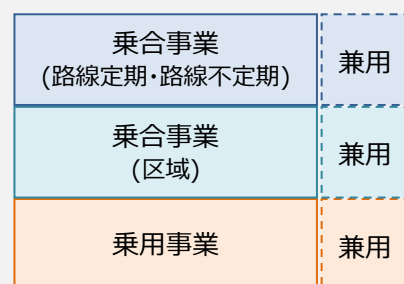 乗合事業
(路線定期・路線不定期)
兼用
乗合事業
(区域)
兼用
乗用事業
兼用